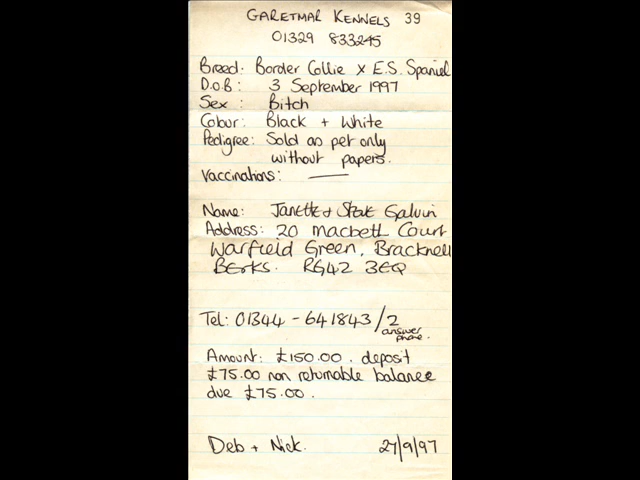 GARETMAR KENNELS 39
01329 833245
Breed: Border Collie x E.S. Spaniel
D.O.B: 3 September 1997
Sex: Bitch
Colour: Black + White
Pedigree: Sold as pet only
without papers.
Vaccinations: —
Name: Janette + Steve Galvin
Address: 20 Macbeth Court
Warfield Green, Bracknell
BERKS. RG42 3EQ
Tel: 01344 - 641843/2
answer
phone.
Amount: £150.00. deposit
£75.00 non returnable balance
due £75.00.
Deb + Nick. 27/9/97